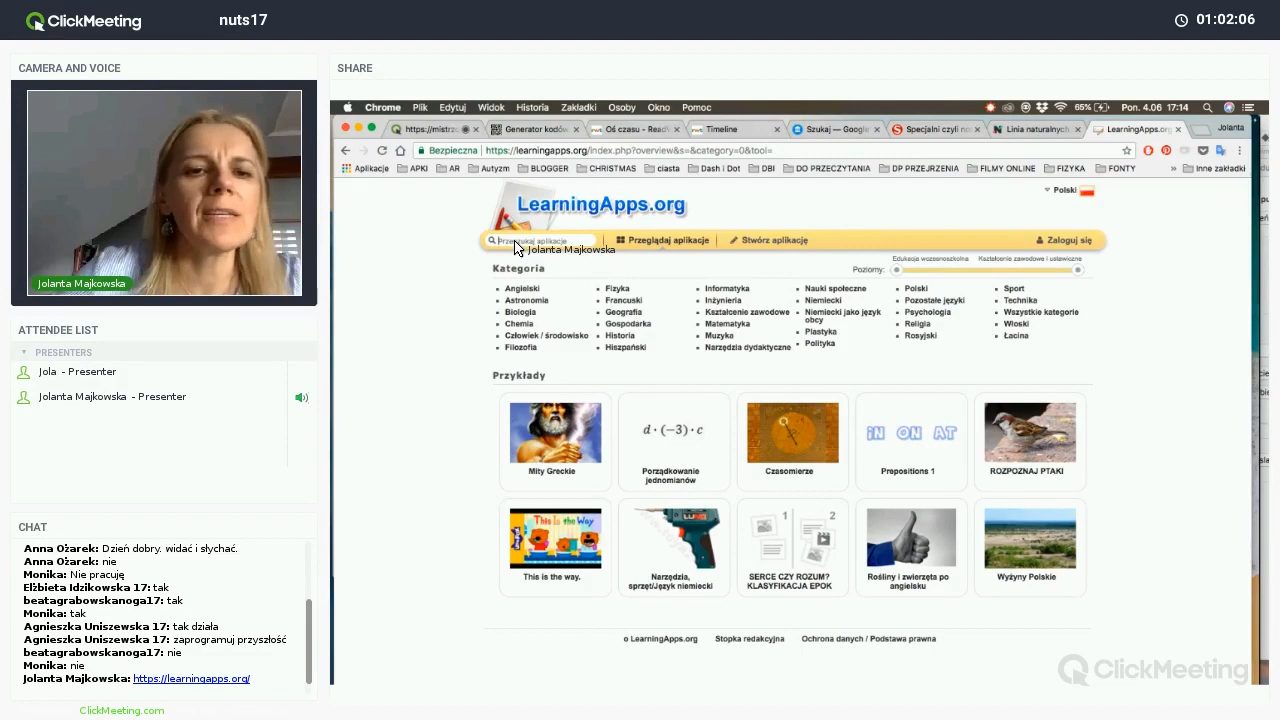 ClickMeeting
nuts17
01:02:06
CAMERA AND VOICE
Jolanta Majkowska
ATTENDEE LIST
PRESENTERS
Jola - Presenter
Jolanta Majkowska - Presenter
CHAT
Anna Ożarek: Dzień dobry. widać i słychać.
Anna Ożarek: nie
Monika: Nie pracuję
Elżbieta Idzikowska 17: tak
beatagrabowskanoga17: tak
Monika: tak
Agnieszka Uniszewska 17: tak działa
Agnieszka Uniszewska 17: zaprogramuj przyszłość
beatagrabowskanoga17: nie
Monika: nie
Jolanta Majkowska: https://learningapps.org/
ClickMeeting.com
SHARE
Chrome Plik Edytuj Widok Historia Zakładki Osoby Okno Pomoc
65% Pon. 4.06 17:14
https://mistrz Generator kodów Oś czasu - Read Timeline Szukaj — Google Specjalni czyli no Linia naturalnych LearningApps.org Jolanta
Bezpieczna https://learningapps.org/index.php?overview&s=&category=0&tool=
Aplikacje APKI AR Autyzm BLOGGER CHRISTMAS ciasta Dash i Dot DBI DO PRZECZYTANIA DP PRZEJRZENIA FILMY ONLINE FIZYKA FONTY » Inne zakładki
LearningApps.org
Polski
Przeszukaj aplikacje
Przeglądaj aplikacje
Stwórz aplikację
Zaloguj się
Jolanta Majkowska
Kategoria
Poziomy:
Edukacja wczesnoszkolna
Kształcenie zawodowe i ustawiczne
Angielski
Astronomia
Biologia
Chemia
Człowiek / środowisko
Filozofia
Fizyka
Francuski
Geografia
Gospodarka
Historia
Hiszpański
Informatyka
Inżynieria
Kształcenie zawodowe
Matematyka
Muzyka
Narzędzia dydaktyczne
Nauki społeczne
Niemiecki
Niemiecki jako język
obcy
Plastyka
Polityka
Polski
Pozostałe języki
Psychologia
Religia
Rosyjski
Sport
Technika
Wszystkie kategorie
Włoski
Łacina
Przykłady
Mity Greckie
d · (−3) · c
Porządkowanie
jednomianów
Czasomierze
IN ON AT
Prepositions 1
ROZPOZNAJ PTAKI
This Is the Way
This is the way.
Narzędzia,
sprzęt/Język niemiecki
1 2
SERCE CZY ROZUM?
KLASYFIKACJA EPOK
Rośliny i zwierzęta po
angielsku
Wyżyny Polskie
o LearningApps.org
Stopka redakcyjna
Ochrona danych / Podstawa prawna
ClickMeeting